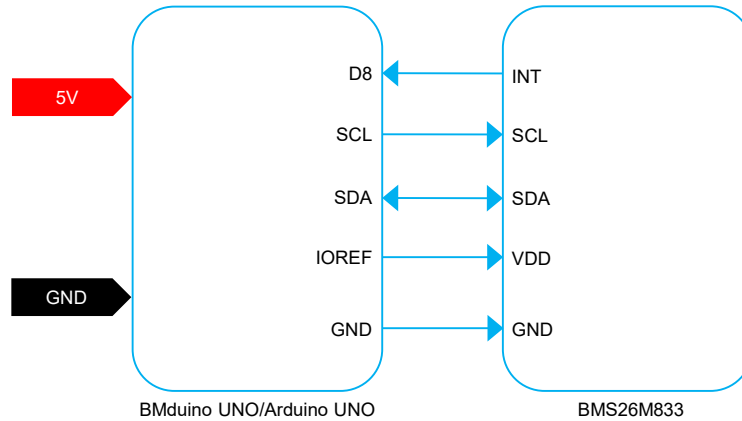 D8
INT
5V
SCL
SCL
SDA
SDA
IOREF
VDD
GND
GND
GND
BMduino UNO/Arduino UNO
BMS26M833